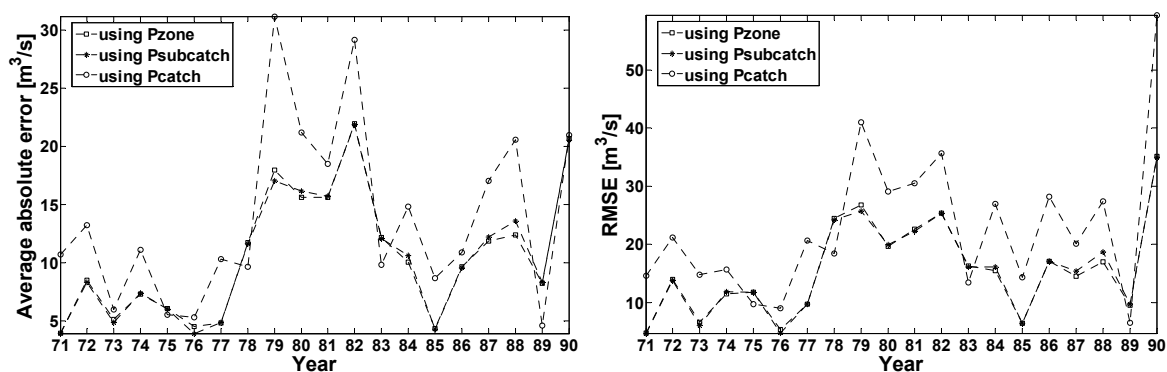 Average absolute error [m³/s]
30
25
20
15
10
5
using Pzone
using Psubcatch
using Pcatch
71 72 73 74 75 76 77 78 79 80 81 82 83 84 85 86 87 88 89 90
Year
RMSE [m³/s]
50
40
30
20
10
using Pzone
using Psubcatch
using Pcatch
71 72 73 74 75 76 77 78 79 80 81 82 83 84 85 86 87 88 89 90
Year